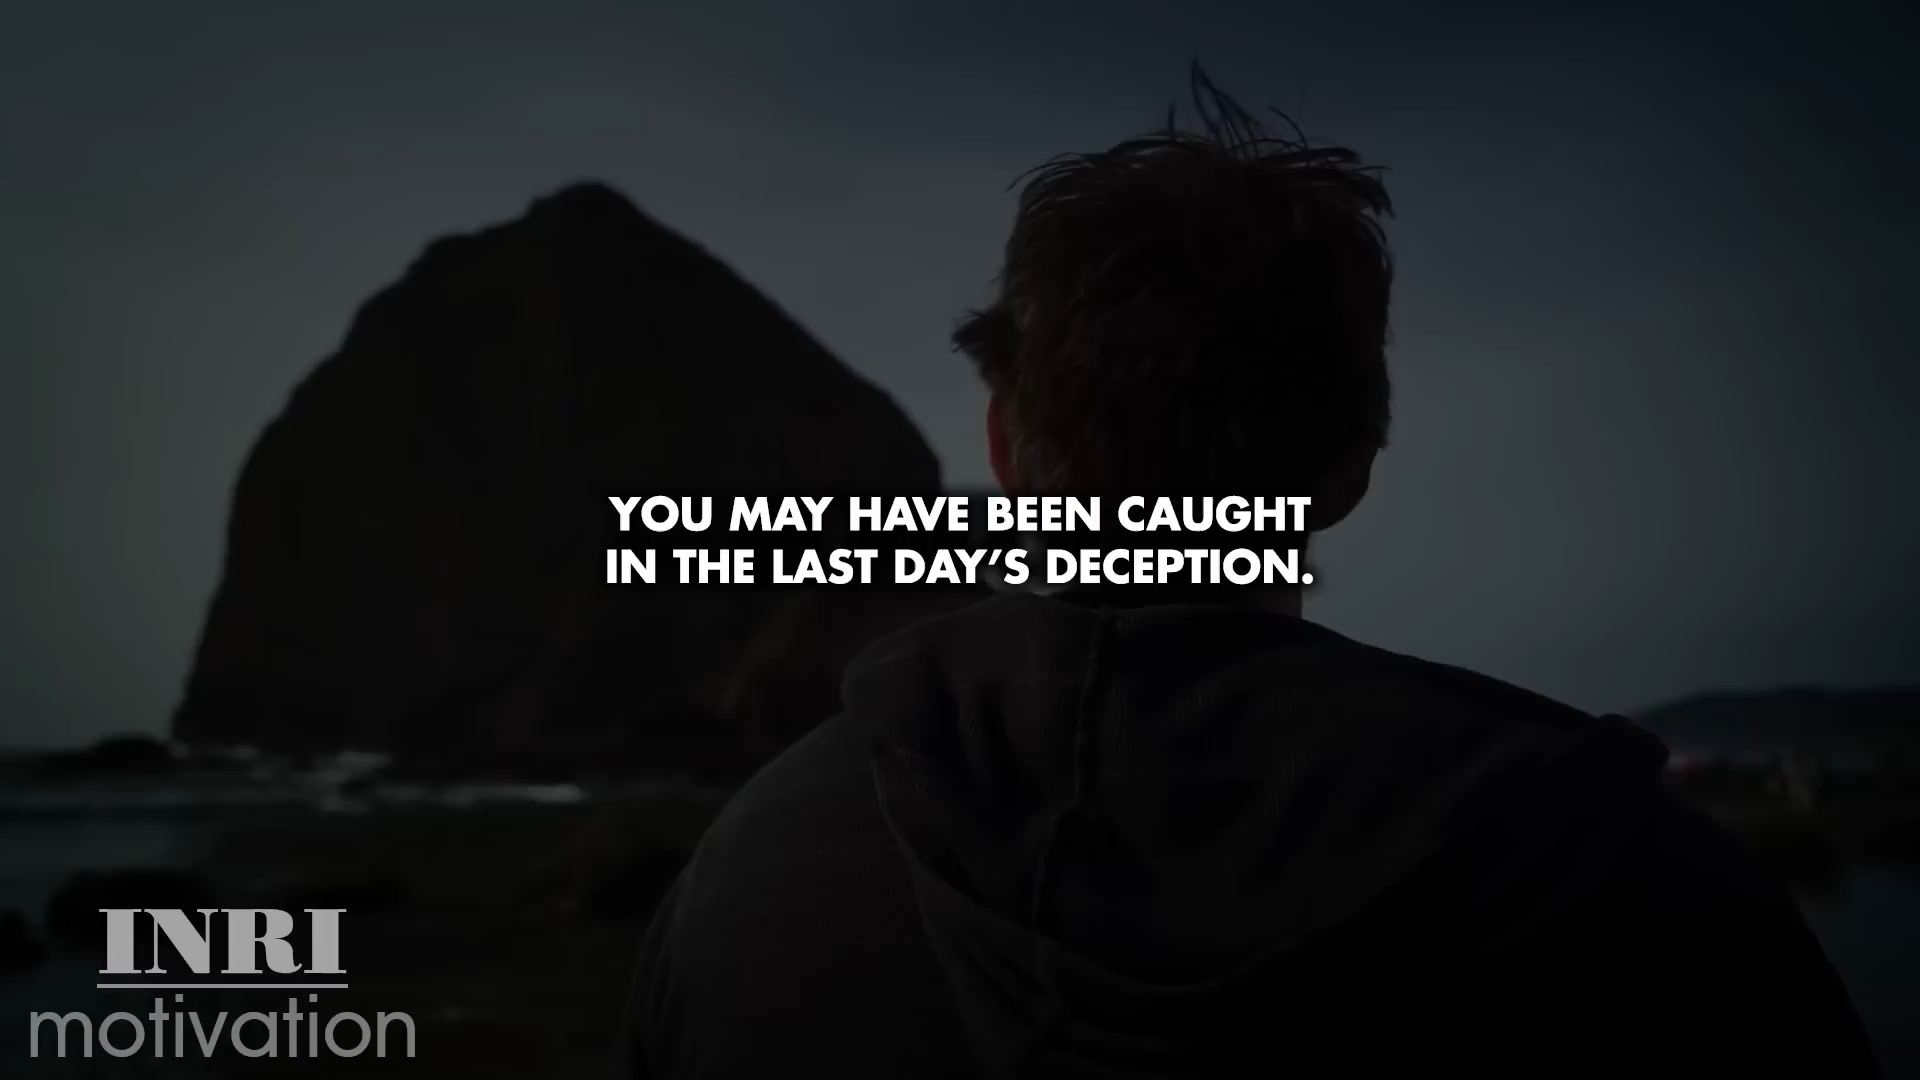 YOU MAY HAVE BEEN CAUGHT
IN THE LAST DAY’S DECEPTION.
INRI
motivation